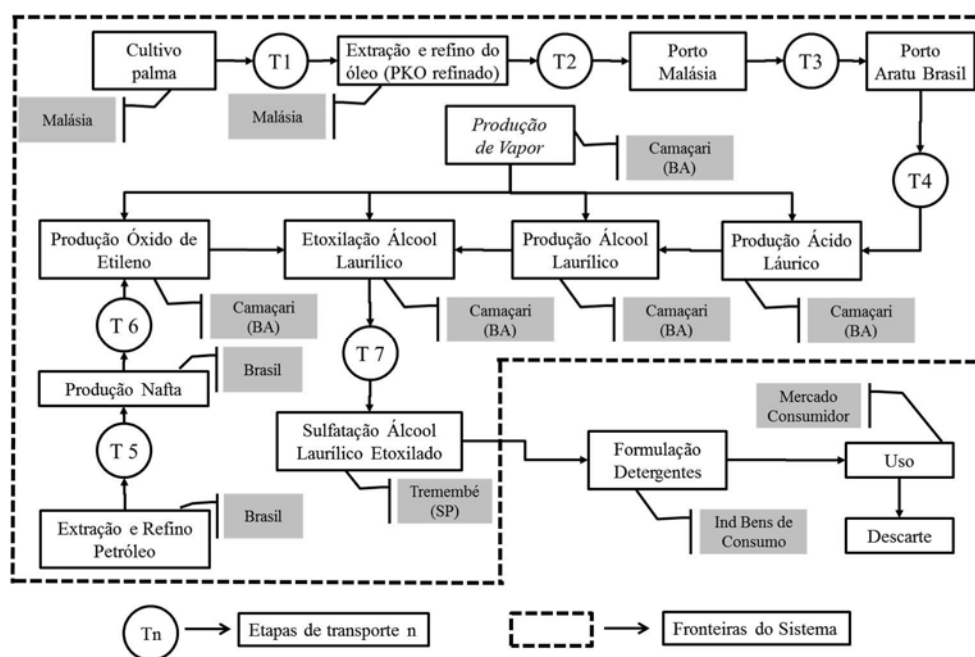 Cultivo
palma
T1
Extração e refino do
óleo (PKO refinado)
T2
Porto
Malásia
T3
Porto
Aratu Brasil
Malásia
Malásia
Produção
de Vapor
Camaçari
(BA)
T4
Produção Óxido de
Etileno
Etoxilação Álcool
Laurílico
Produção Álcool
Laurílico
Produção Ácido
Láurico
Camaçari
(BA)
Camaçari
(BA)
Camaçari
(BA)
Camaçari
(BA)
T 6
T 7
Produção Nafta
Brasil
Mercado
Consumidor
T 5
Sulfatação Álcool
Laurílico Etoxilado
Formulação
Detergentes
Uso
Tremembé
(SP)
Extração e Refino
Petróleo
Brasil
Ind Bens de
Consumo
Descarte
Tn
Etapas de transporte n
Fronteiras do Sistema